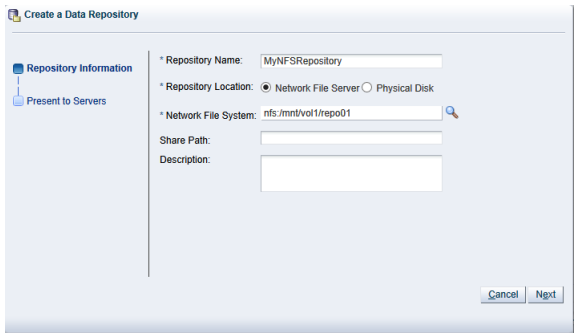 Create a Data Repository
Repository Information
Present to Servers
* Repository Name: MyNFSRepository
* Repository Location: Network File Server Physical Disk
* Network File System: nfs:/mnt/vol1/repo01
Share Path:
Description:
Cancel Next